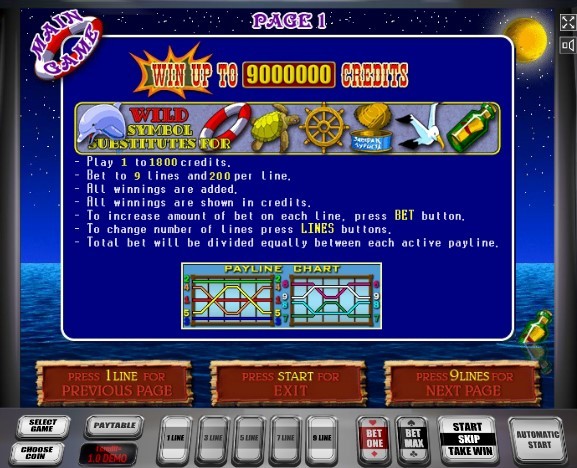 PAGE 1
MAIN
GAME
WIN UP TO 9000000 CREDITS
WILD
SYMBOL
SUBSTITUTES FOR
- Play 1 to 1800 credits.
- Bet to 9 lines and 200 per line.
- All winnings are added.
- All winnings are shown in credits.
- To increase amount of bet on each line, press BET button.
- To change number of lines press LINES buttons.
- Total bet will be divided equally between each active payline.
PAYLINE CHART
PRESS 1 LINE FOR
PREVIOUS PAGE
PRESS START FOR
EXIT
PRESS 9 LINES FOR
NEXT PAGE
SELECT
GAME
CHOOSE
COIN
PAYTABLE
1.0 DEMO
1 LINE
3 LINE
5 LINE
7 LINE
9 LINE
BET
ONE
BET
MAX
START
SKIP
TAKE WIN
AUTOMATIC
START